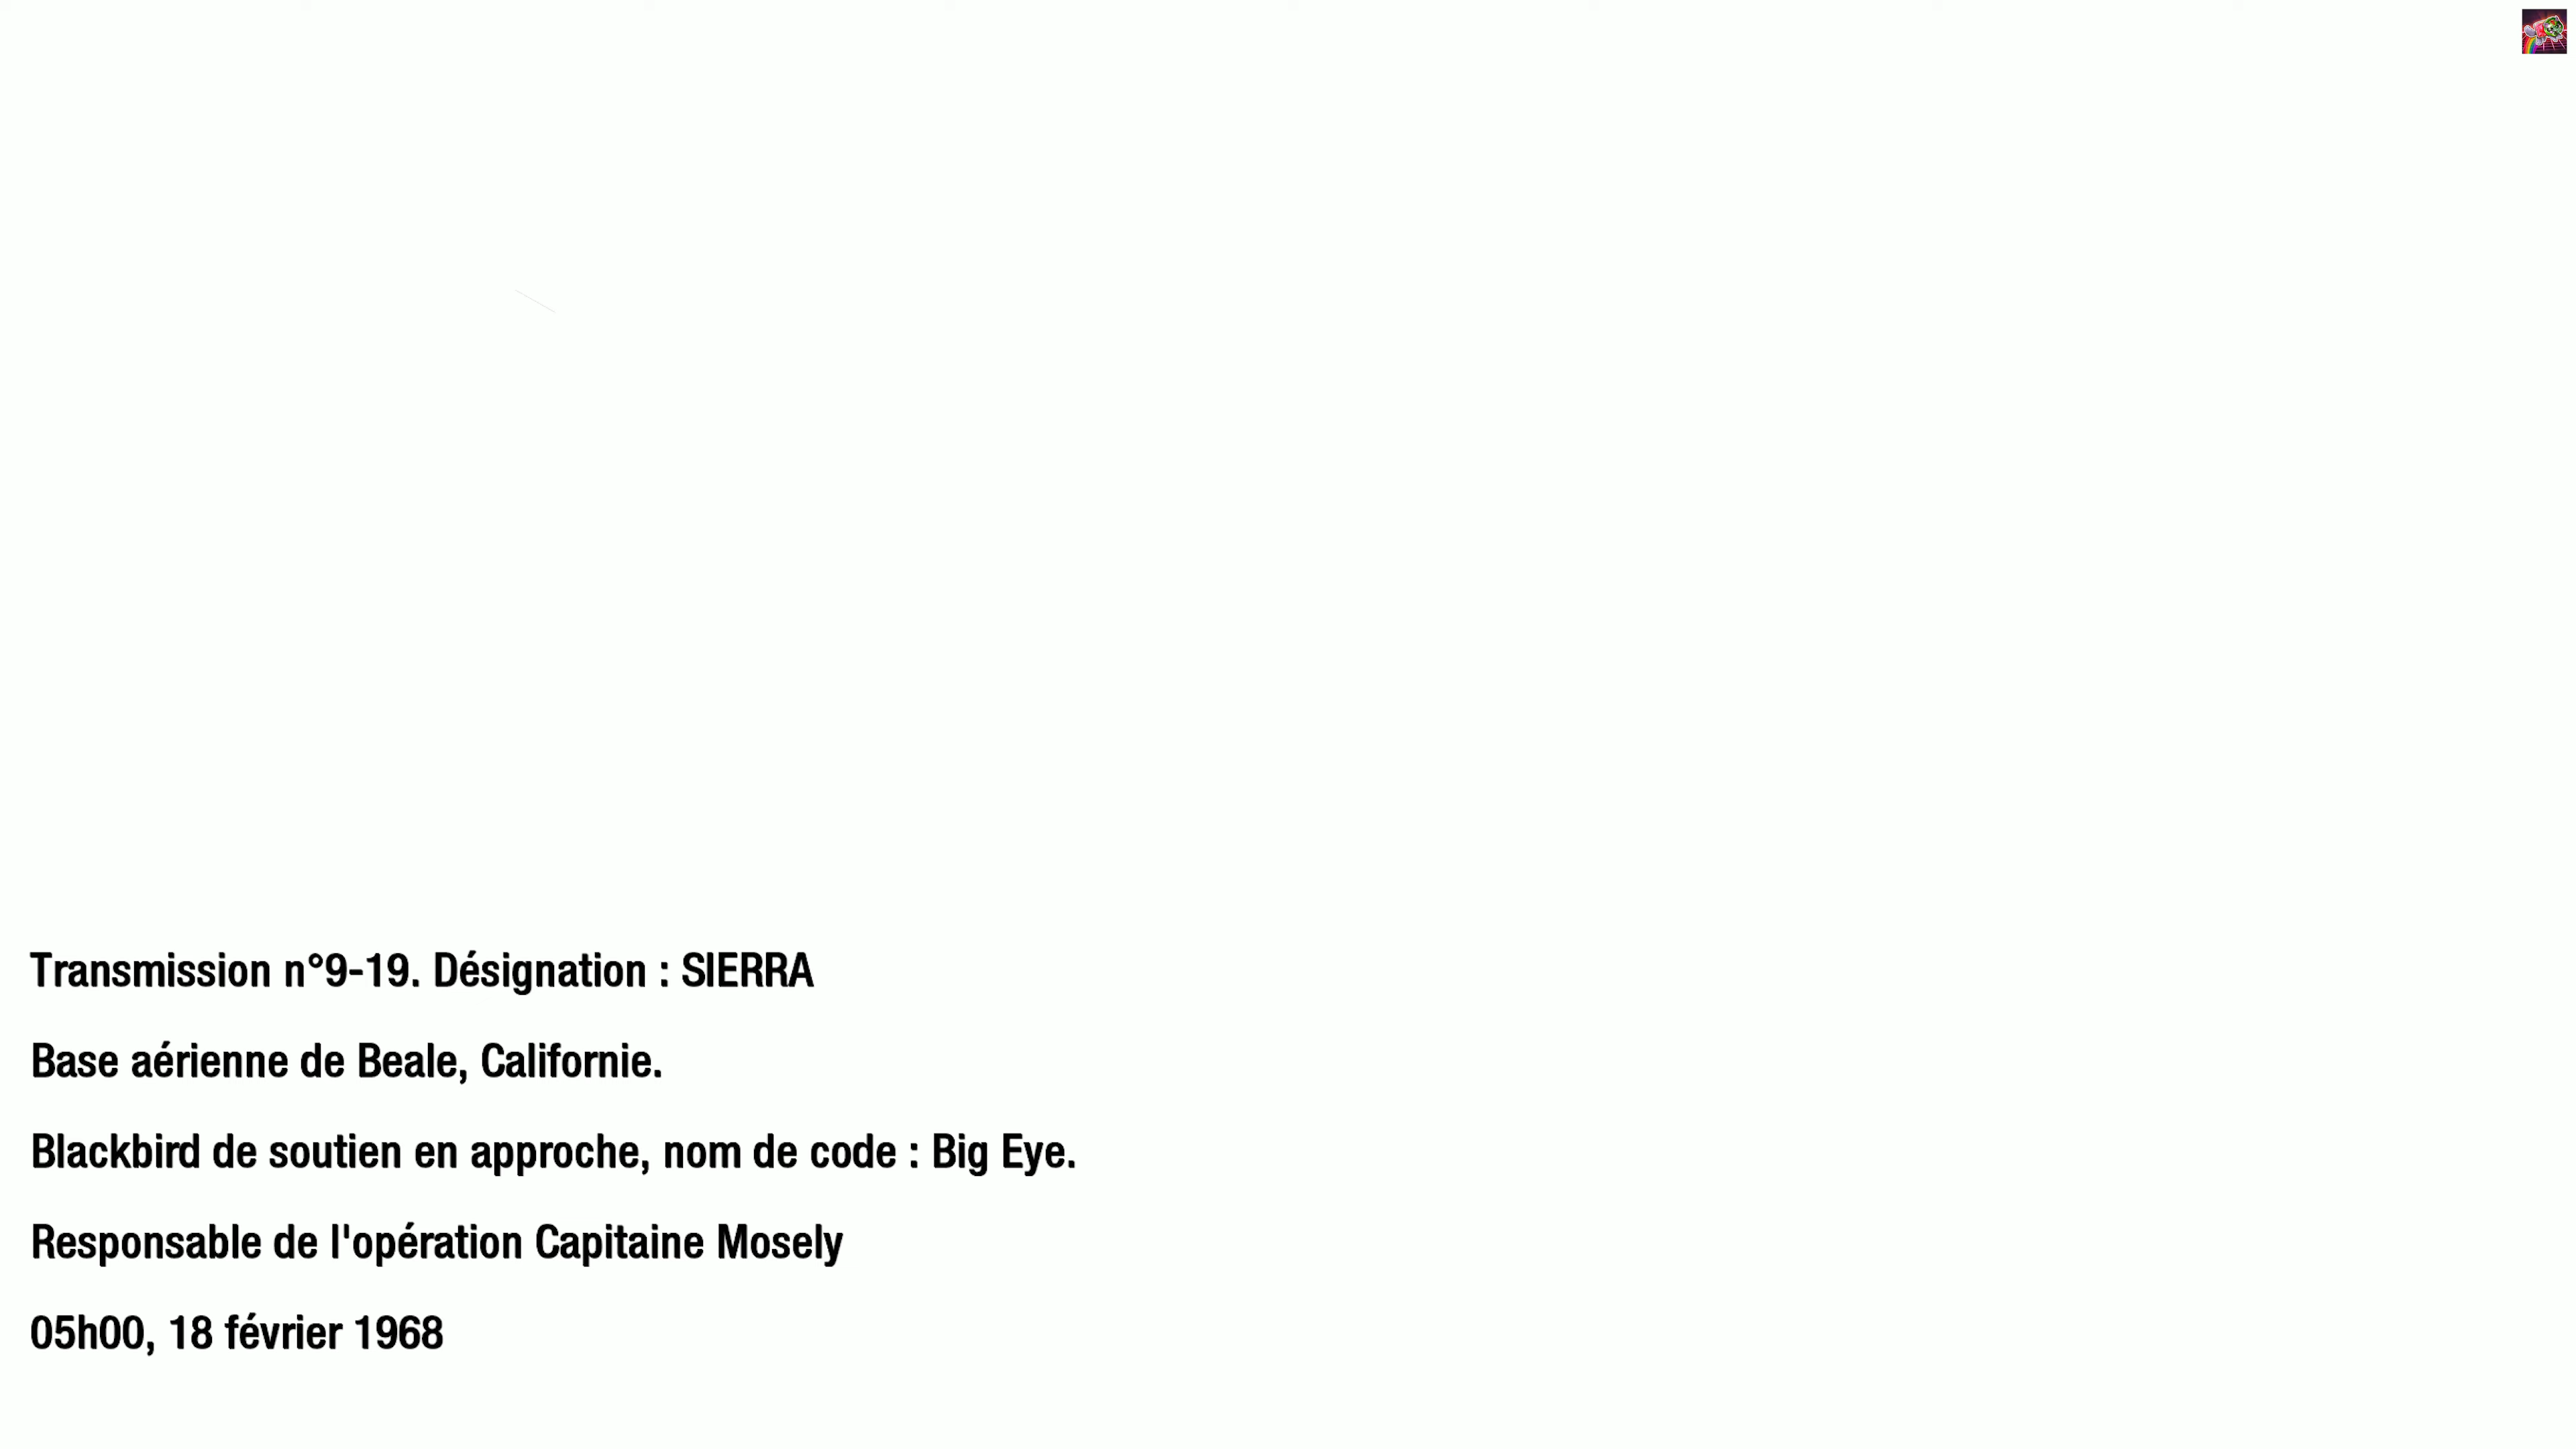 Transmission n°9-19. Désignation : SIERRA
Base aérienne de Beale, Californie.
Blackbird de soutien en approche, nom de code : Big Eye.
Responsable de l'opération Capitaine Mosely
05h00, 18 février 1968